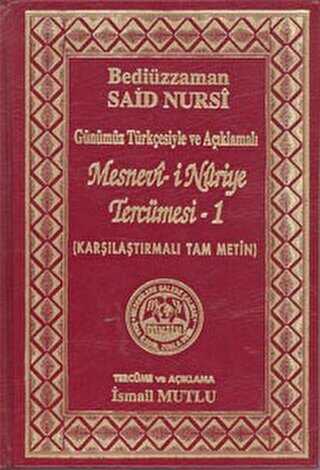 Bediüzzaman
SAİD NURSÎ
Günümüz Türkçesiyle ve Açıklamalı
Mesnevî-i Nûriye
Tercümesi - 1
(KARŞILAŞTIRMALI TAM METİN)
TERCÜME ve AÇIKLAMA
İsmail MUTLU